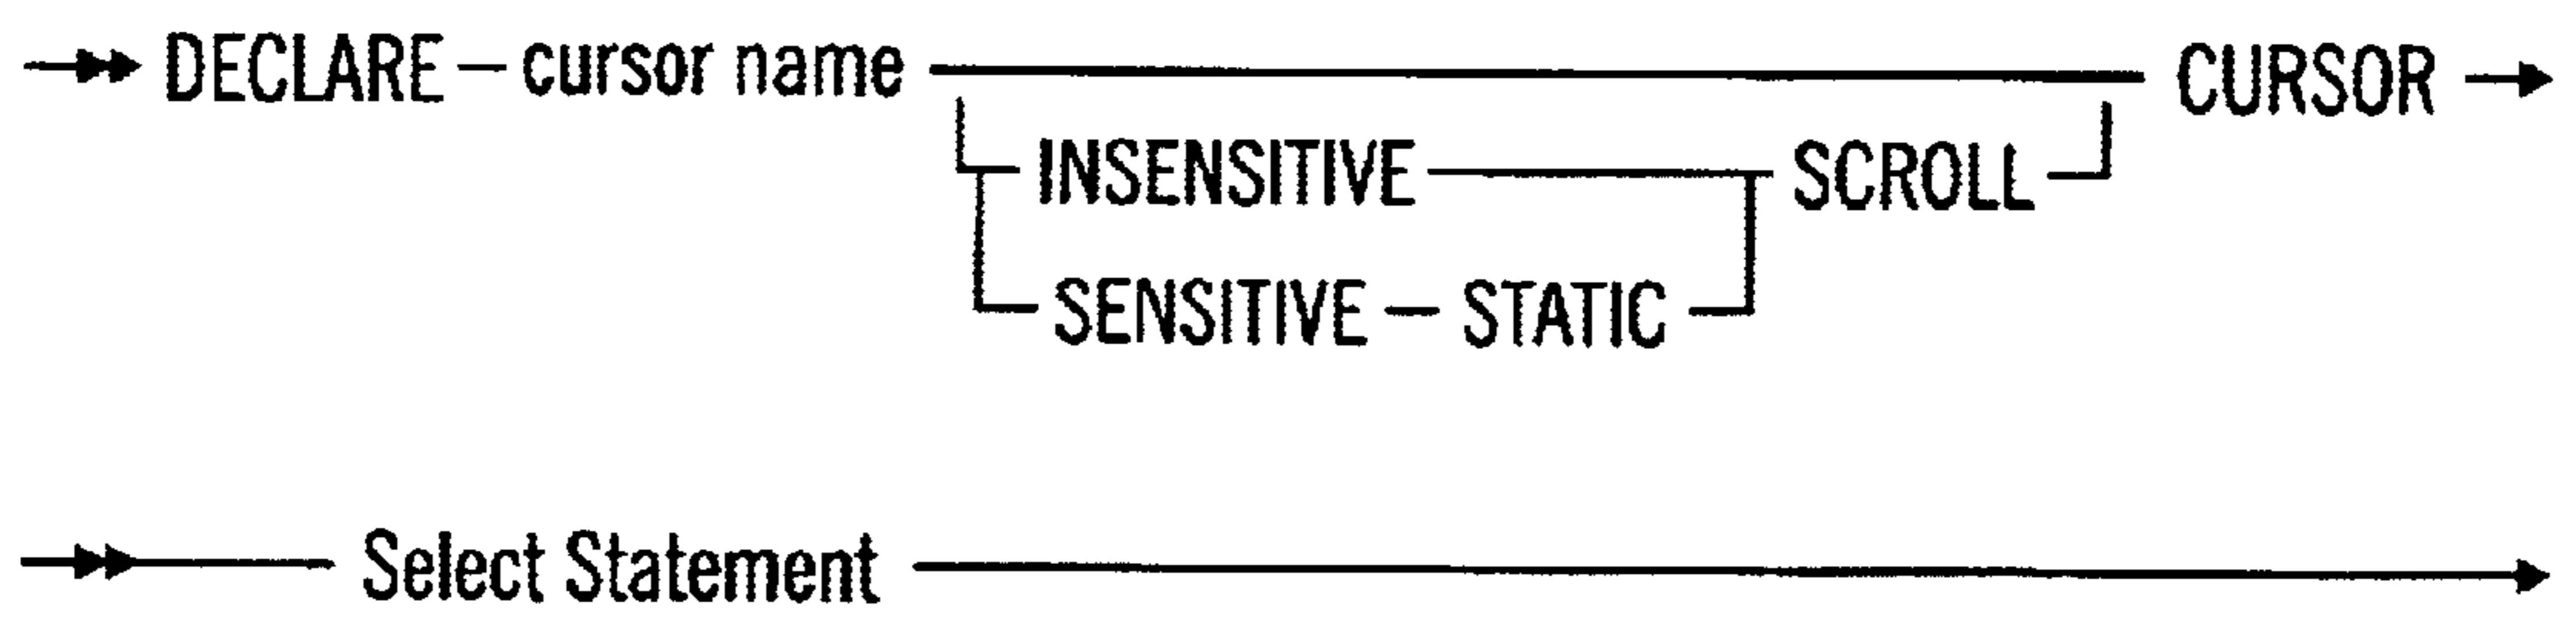 DECLARE cursor name CURSOR
INSENSITIVE SCROLL
SENSITIVE STATIC
Select Statement